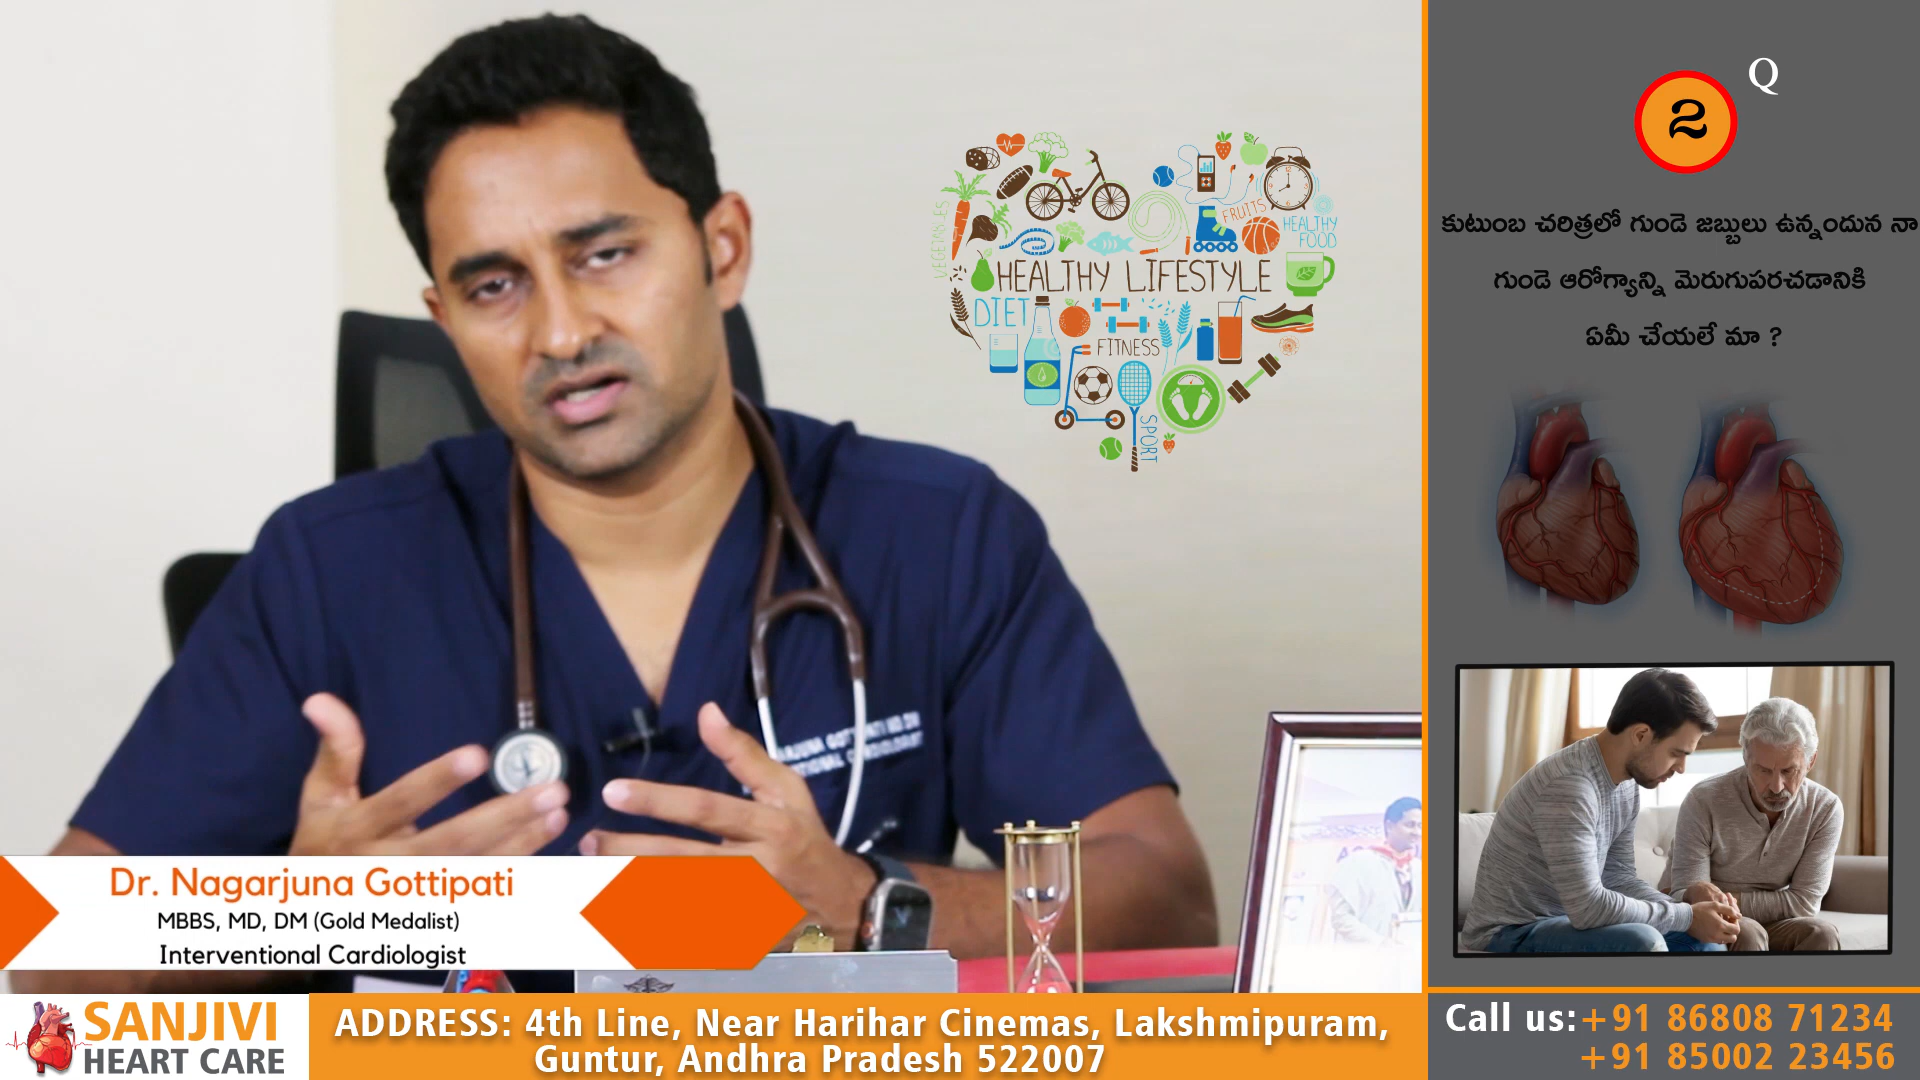 Q
2
కుటుంబ చరిత్రలో గుండె జబ్బులు ఉన్నందున నా
గుండె ఆరోగ్యాన్ని మెరుగుపరచడానికి
ఏమీ చేయలే మా ?
VEGETABLES
FRUITS
HEALTHY
FOOD
HEALTHY LIFESTYLE
DIET
FITNESS
SPORT
Dr. Nagarjuna Gottipati
MBBS, MD, DM (Gold Medalist)
Interventional Cardiologist
SANJIVI
HEART CARE
ADDRESS: 4th Line, Near Harihar Cinemas, Lakshmipuram,
Guntur, Andhra Pradesh 522007
Call us:+91 86808 71234
+91 85002 23456